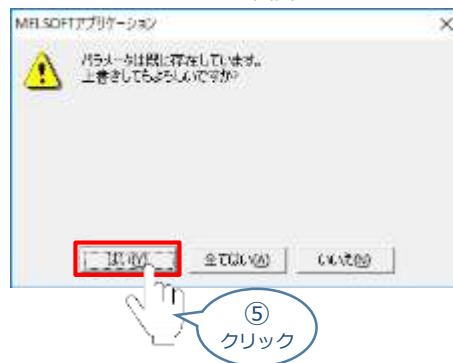 MELSOFTアプリケーション
パラメータは既に存在しています。
上書きしてもよろしいですか?
はい(Y)
全てはい(A)
いいえ(N)
⑤
クリック